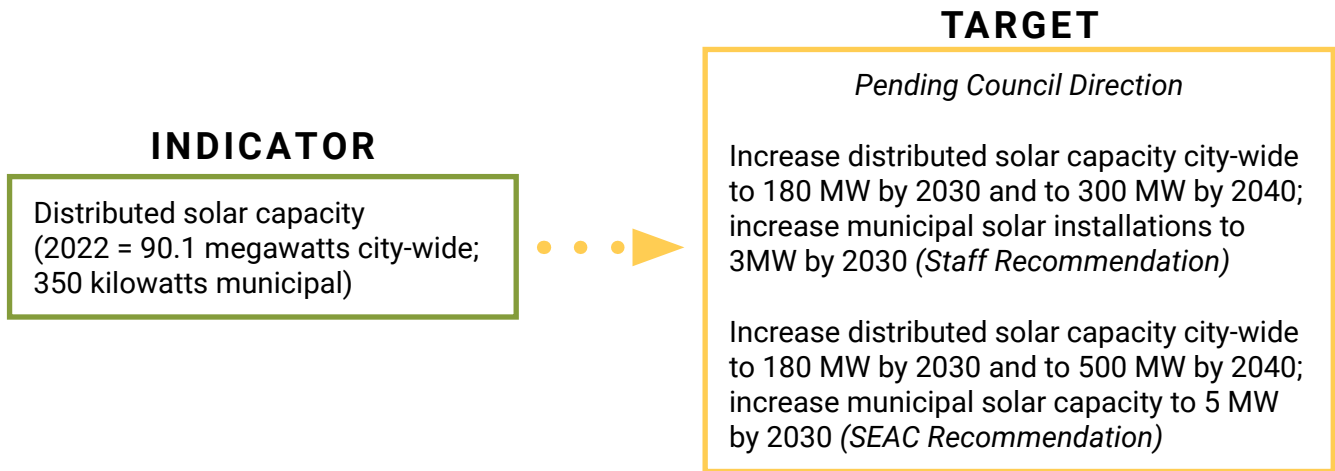 INDICATOR
Distributed solar capacity
(2022 = 90.1 megawatts city-wide;
350 kilowatts municipal)
TARGET
Pending Council Direction
Increase distributed solar capacity city-wide
to 180 MW by 2030 and to 300 MW by 2040;
increase municipal solar installations to
3MW by 2030 (Staff Recommendation)
Increase distributed solar capacity city-wide
to 180 MW by 2030 and to 500 MW by 2040;
increase municipal solar capacity to 5 MW
by 2030 (SEAC Recommendation)